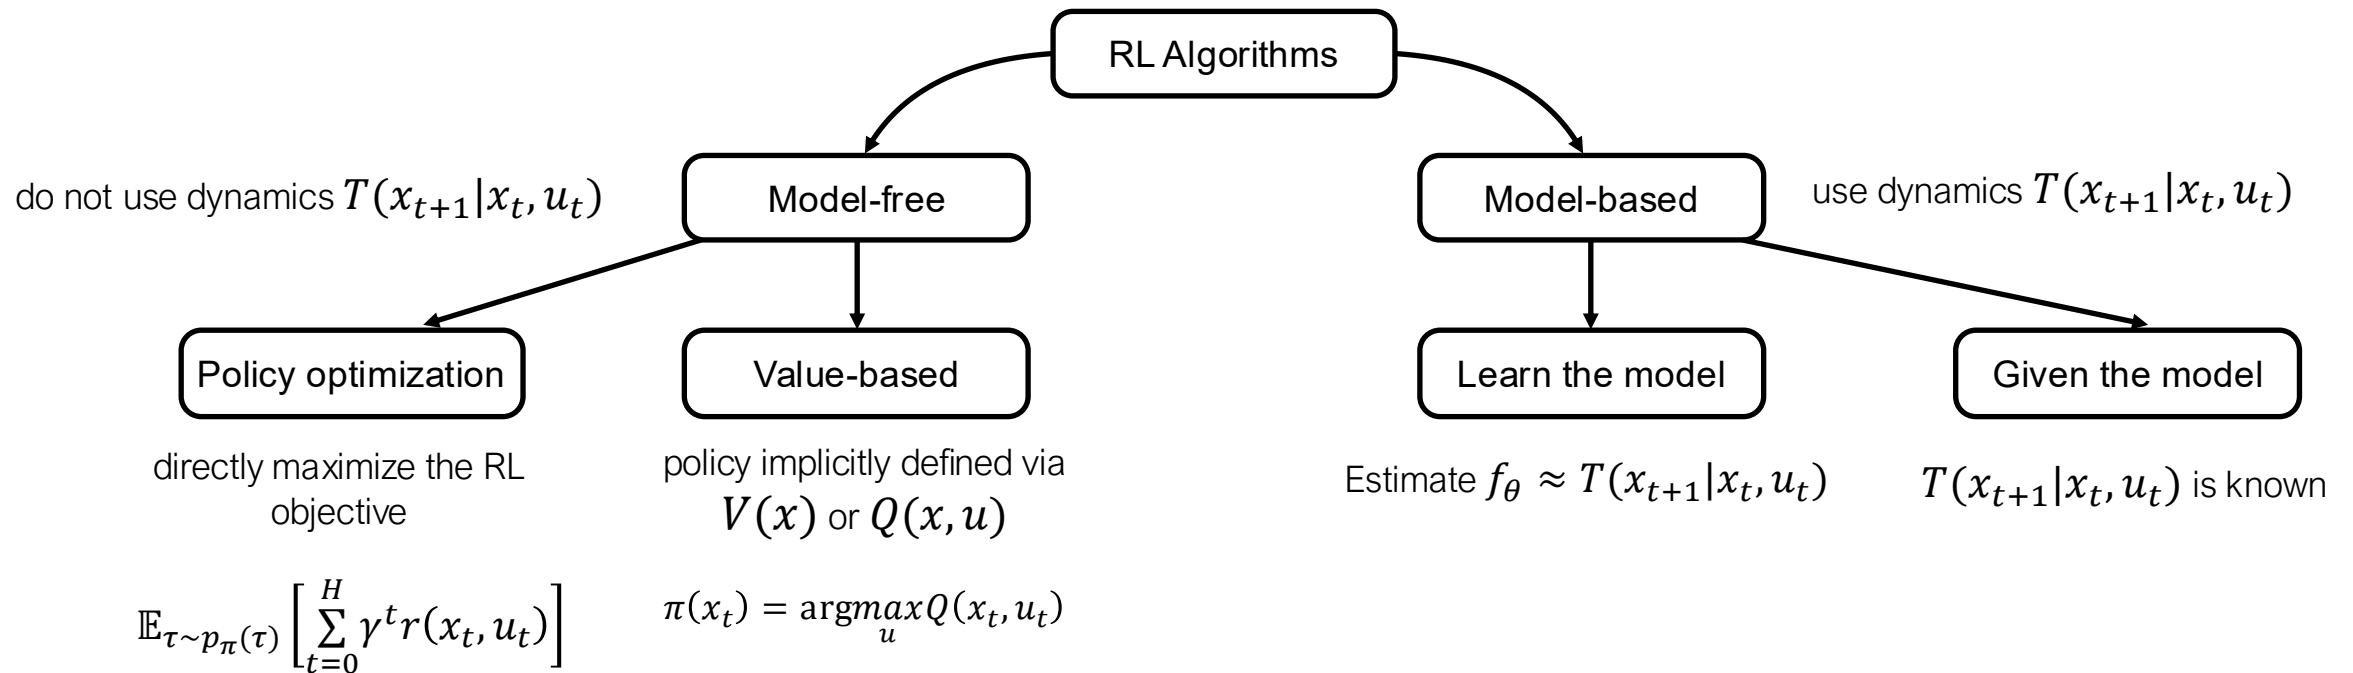 RL Algorithms
do not use dynamics T(x_{t+1}|x_t, u_t)
Model-free
Model-based
use dynamics T(x_{t+1}|x_t, u_t)
Policy optimization
Value-based
Learn the model
Given the model
directly maximize the RL
objective
𝔼_{τ∼p_π(τ)} [∑_{t=0}^{H} γ^t r(x_t, u_t)]
policy implicitly defined via
V(x) or Q(x, u)
π(x_t) = argmax_u Q(x_t, u_t)
Estimate f_θ ≈ T(x_{t+1}|x_t, u_t)
T(x_{t+1}|x_t, u_t) is known